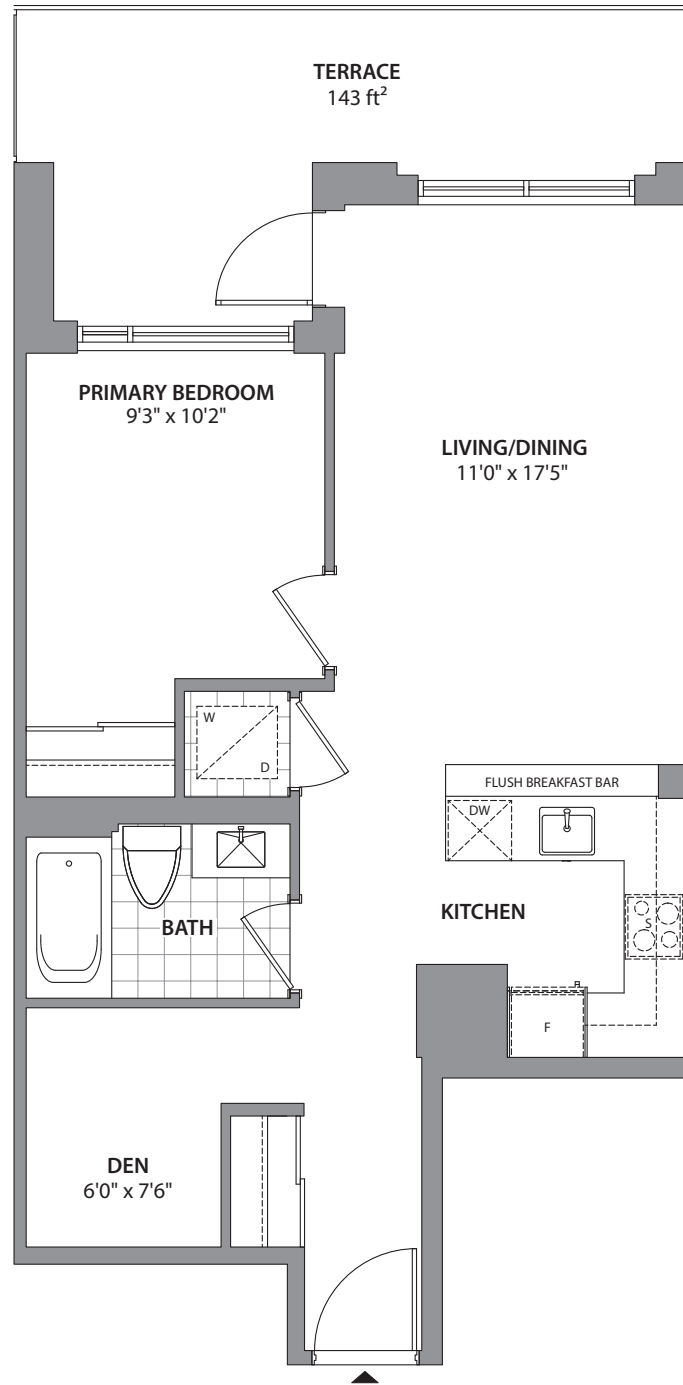 TERRACE
143 ft²
PRIMARY BEDROOM
9'3" x 10'2"
LIVING/DINING
11'0" x 17'5"
W
D
FLUSH BREAKFAST BAR
DW
KITCHEN
S
BATH
F
DEN
6'0" x 7'6"